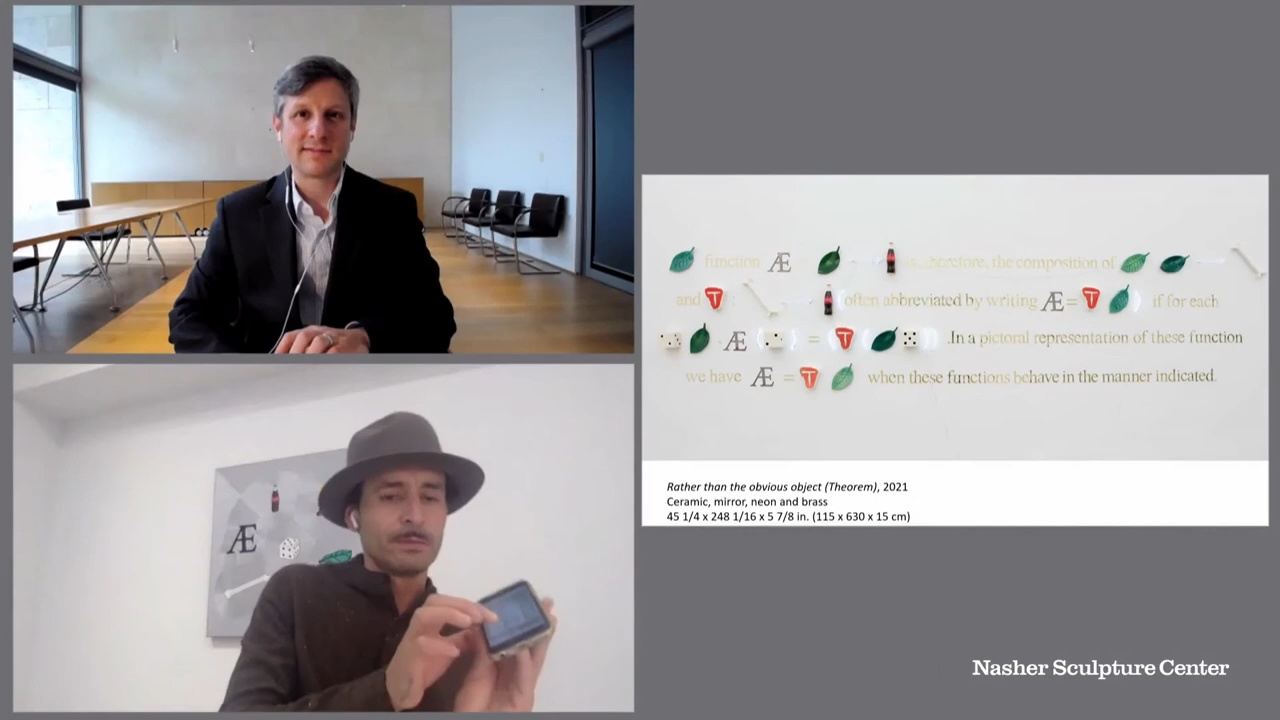 function Æ is, therefore, the composition of
and T : often abbreviated by writing Æ = T if for each
Æ = T .In a pictoral representation of these function
we have Æ = T when these functions behave in the manner indicated.
Rather than the obvious object (Theorem), 2021
Ceramic, mirror, neon and brass
45 1/4 x 248 1/16 x 5 7/8 in. (115 x 630 x 15 cm)
Æ
Nasher Sculpture Center